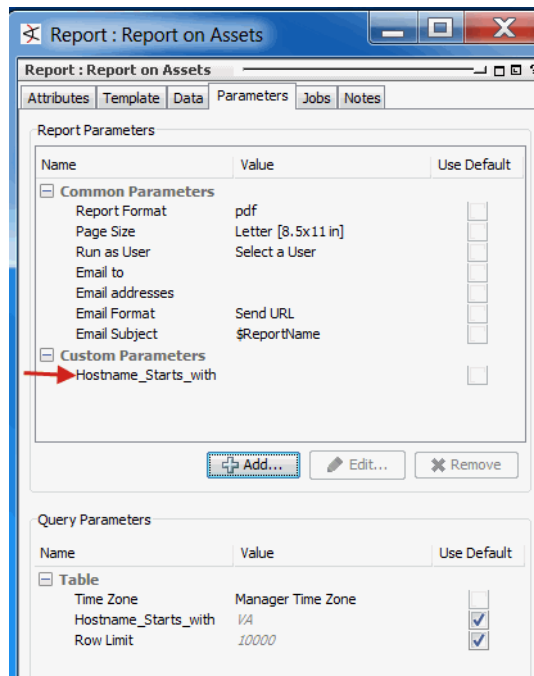 Report : Report on Assets
Report : Report on Assets
Attributes Template Data Parameters Jobs Notes
Report Parameters
Name Value Use Default
Common Parameters
Report Format pdf
Page Size Letter [8.5x11 in]
Run as User Select a User
Email to
Email addresses
Email Format Send URL
Email Subject $ReportName
Custom Parameters
Hostname_Starts_with
Add... Edit... Remove
Query Parameters
Name Value Use Default
Table
Time Zone Manager Time Zone
Hostname_Starts_with VA
Row Limit 10000